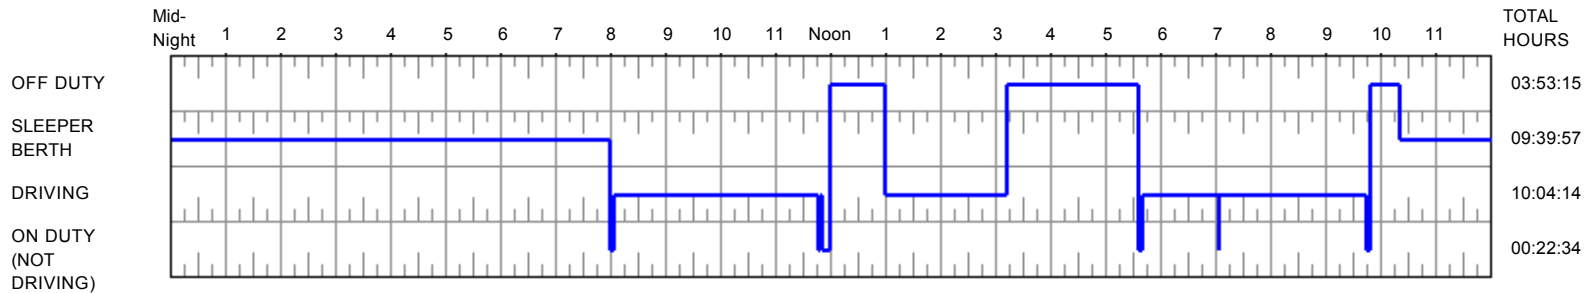 Mid-
Night 1 2 3 4 5 6 7 8 9 10 11 Noon 1 2 3 4 5 6 7 8 9 10 11 TOTAL HOURS
OFF DUTY 03:53:15
SLEEPER
BERTH 09:39:57
DRIVING 10:04:14
ON DUTY
(NOT 00:22:34
DRIVING)